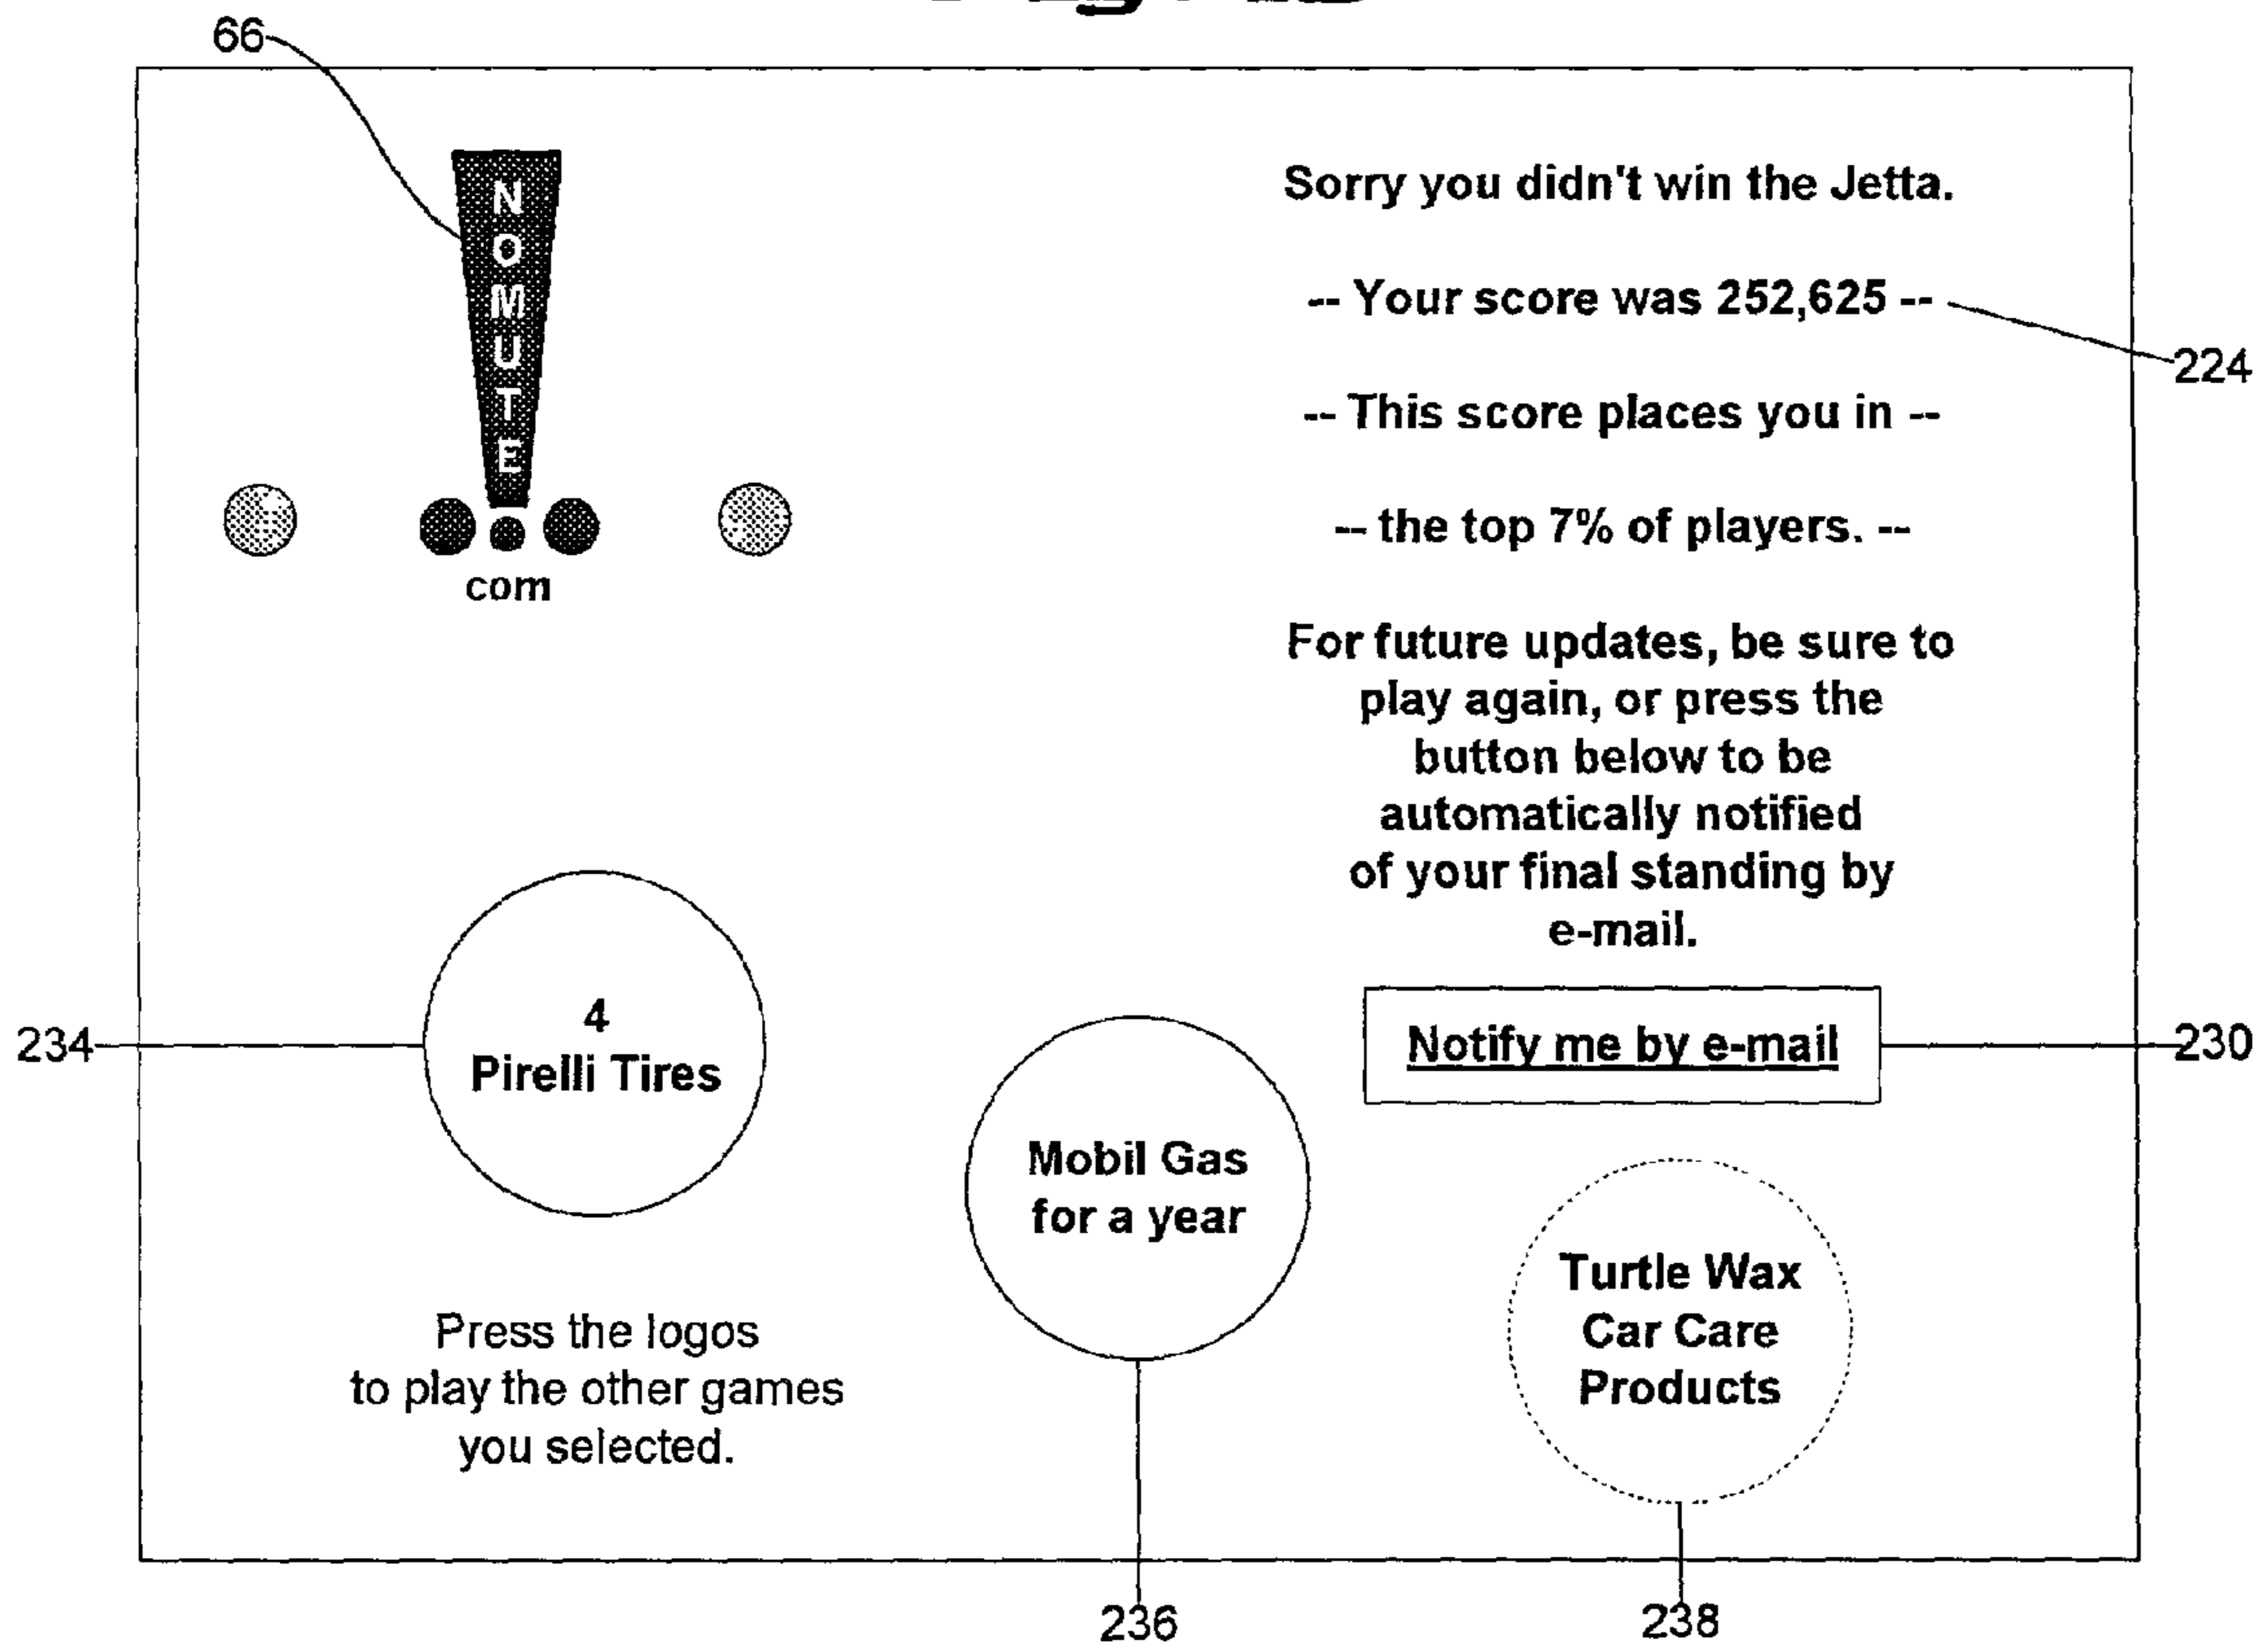 66
NOMUTE
com
Sorry you didn't win the Jetta.
-- Your score was 252,625 --
224
-- This score places you in --
-- the top 7% of players. --
For future updates, be sure to
play again, or press the
button below to be
automatically notified
of your final standing by
e-mail.
234
4
Pirelli Tires
Notify me by e-mail
230
Mobil Gas
for a year
Turtle Wax
Car Care
Products
Press the logos
to play the other games
you selected.
236
238